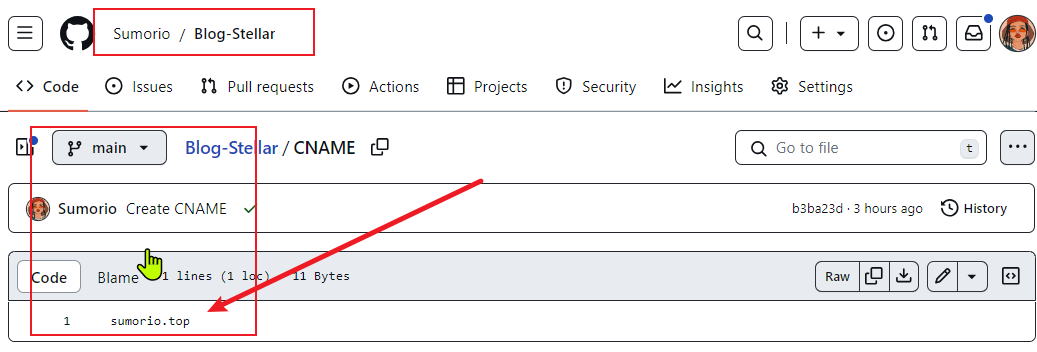 Sumorio / Blog-Stellar
Code Issues Pull requests Actions Projects Security Insights Settings
main Blog-Stellar / CNAME Go to file t
Sumorio Create CNAME b3ba23d · 3 hours ago History
Code Blame 1 lines (1 loc) · 11 Bytes Raw
1 sumorio.top